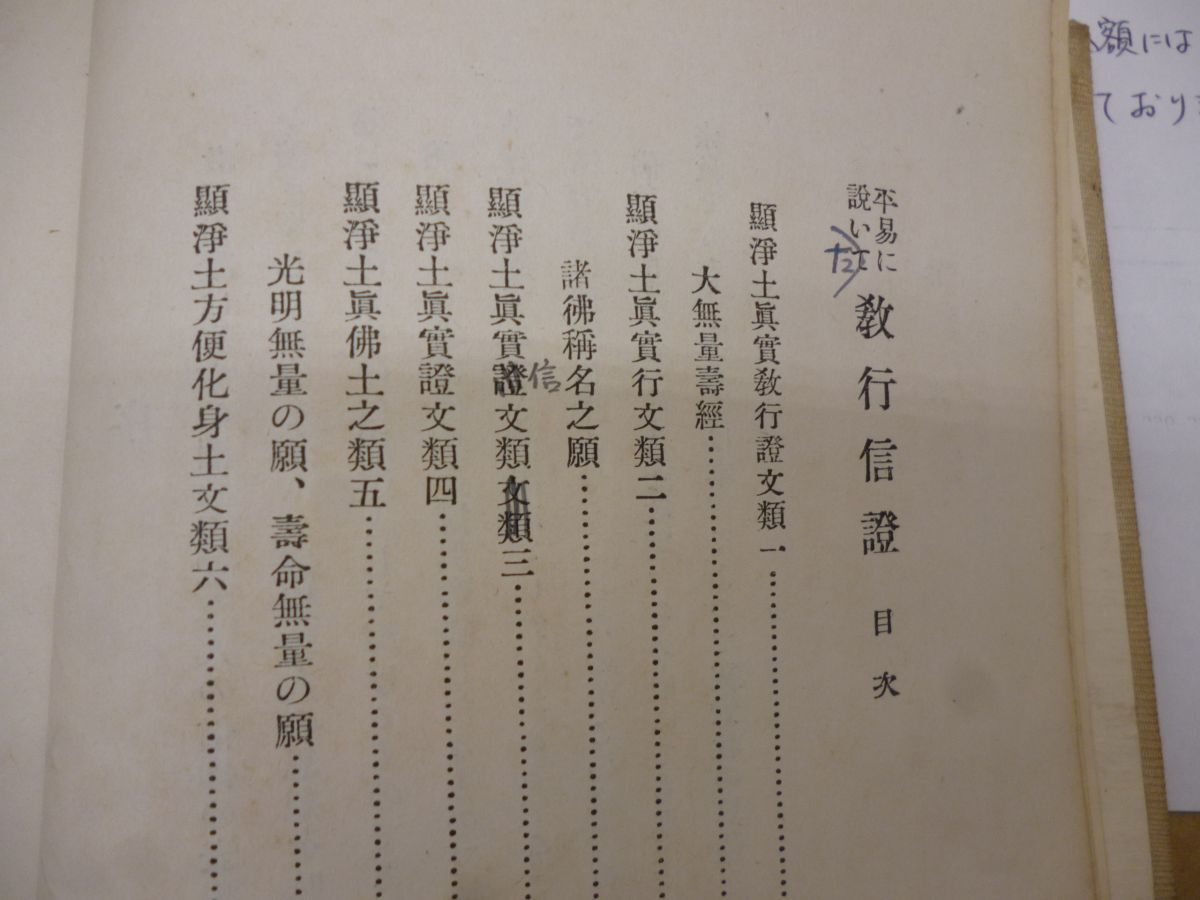 平易に
説いて
た
教行信證 目次
顯淨土眞實教行證文類一
大無量壽經
顯淨土眞實行文類二
諸彿稱名之願
顯淨土眞實證文類文類三
信
顯淨土眞實證文類四
顯淨土眞佛土之類五
光明無量の願、壽命無量の願
顯淨土方便化身土文類六
額には
ており